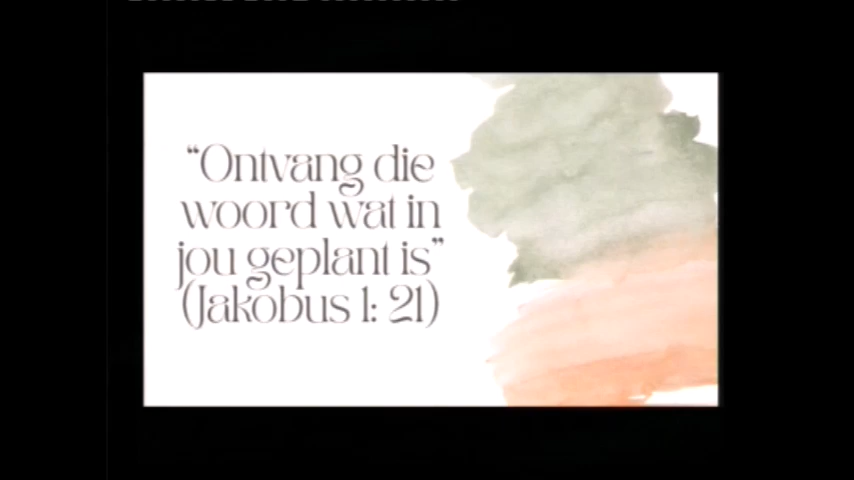 “Ontvang die
woord wat in
jou geplant is”
(Jakobus 1: 21)